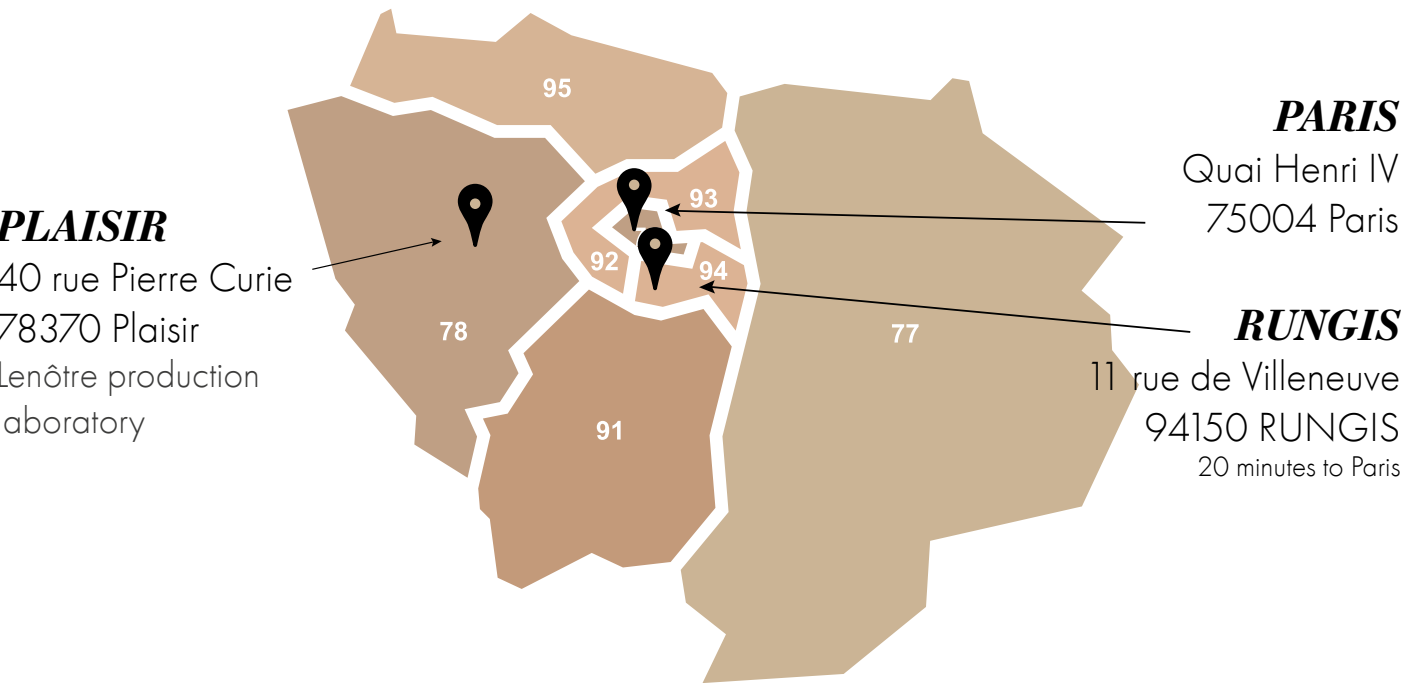 PLAISIR
40 rue Pierre Curie
78370 Plaisir
Lenôtre production
laboratory
95
93
92
94
78
77
91
PARIS
Quai Henri IV
75004 Paris
RUNGIS
11 rue de Villeneuve
94150 RUNGIS
20 minutes to Paris